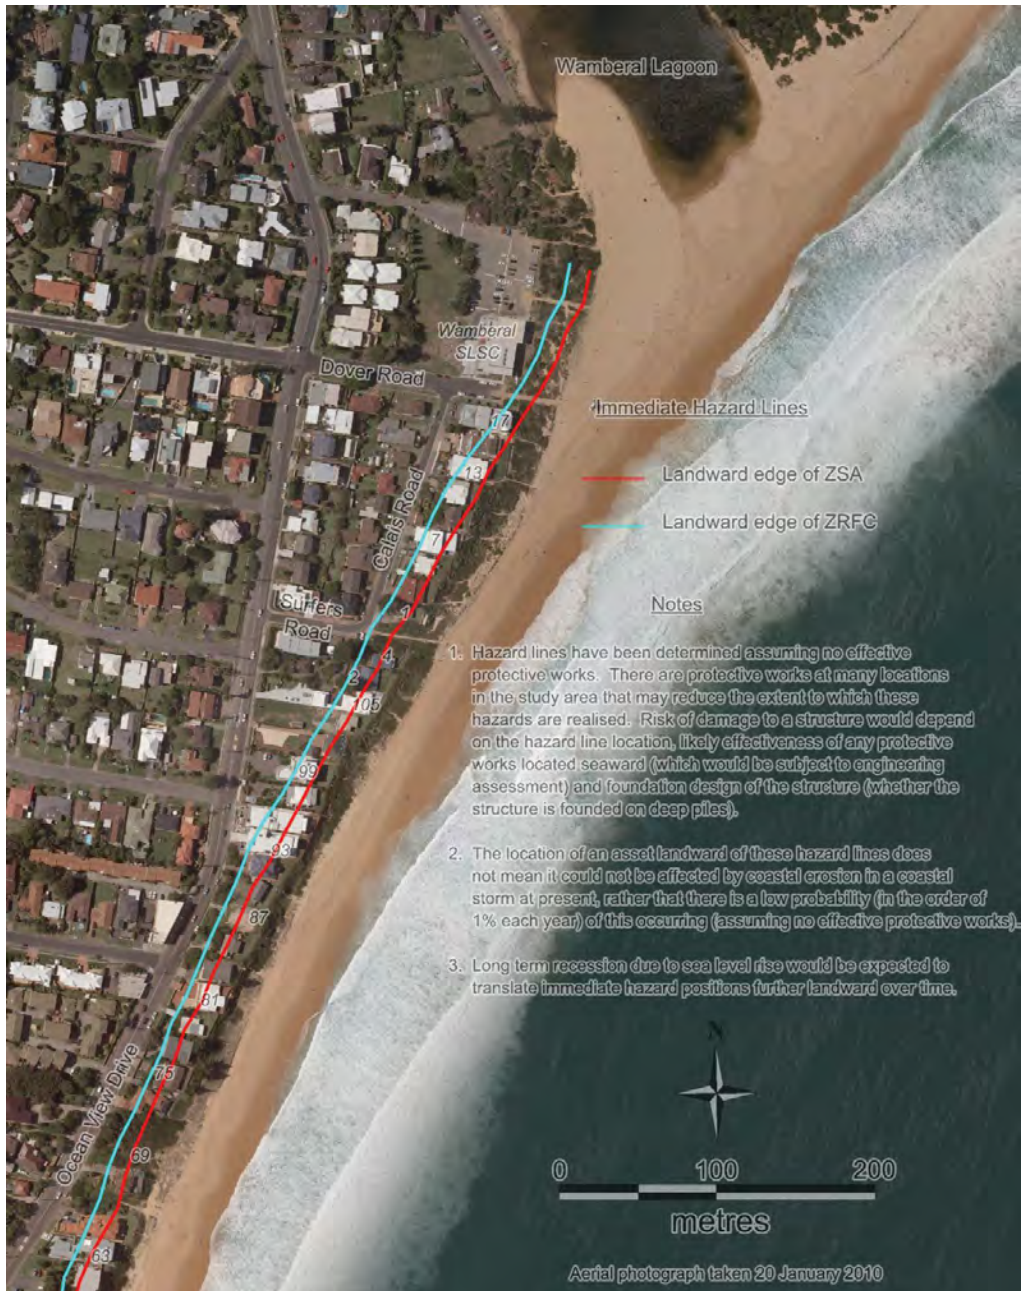 Wamberal Lagoon
Wamberal
SLSC
Dover Road
17
Immediate Hazard Lines
13
Landward edge of ZSA
Calais Road
7
Landward edge of ZRFC
1
Surfers
Road
Notes
4
2
105
1. Hazard lines have been determined assuming no effective
protective works. There are protective works at many locations
in the study area that may reduce the extent to which these
hazards are realised. Risk of damage to a structure would depend
on the hazard line location, likely effectiveness of any protective
works located seaward (which would be subject to engineering
assessment) and foundation design of the structure (whether the
structure is founded on deep piles).
99
93
2. The location of an asset landward of these hazard lines does
not mean it could not be affected by coastal erosion in a coastal
storm at present, rather that there is a low probability (in the order of
1% each year) of this occurring (assuming no effective protective works).
87
3. Long term recession due to sea level rise would be expected to
translate immediate hazard positions further landward over time.
81
N
75
Ocean View Drive
69
0 100 200
metres
63
Aerial photograph taken 20 January 2010